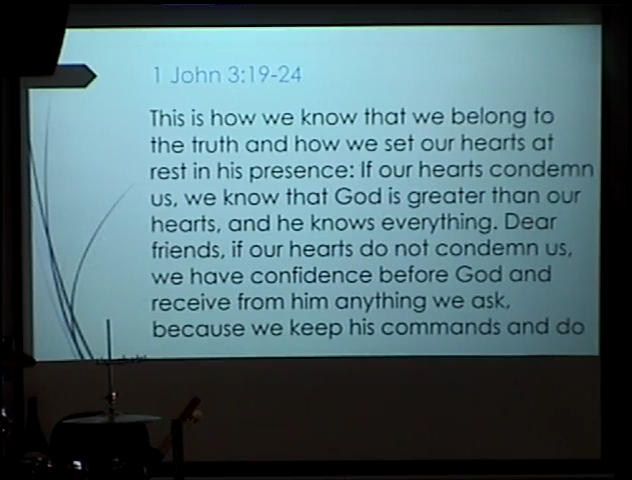 1 John 3:19-24
This is how we know that we belong to
the truth and how we set our hearts at
rest in his presence: If our hearts condemn
us, we know that God is greater than our
hearts, and he knows everything. Dear
friends, if our hearts do not condemn us,
we have confidence before God and
receive from him anything we ask,
because we keep his commands and do